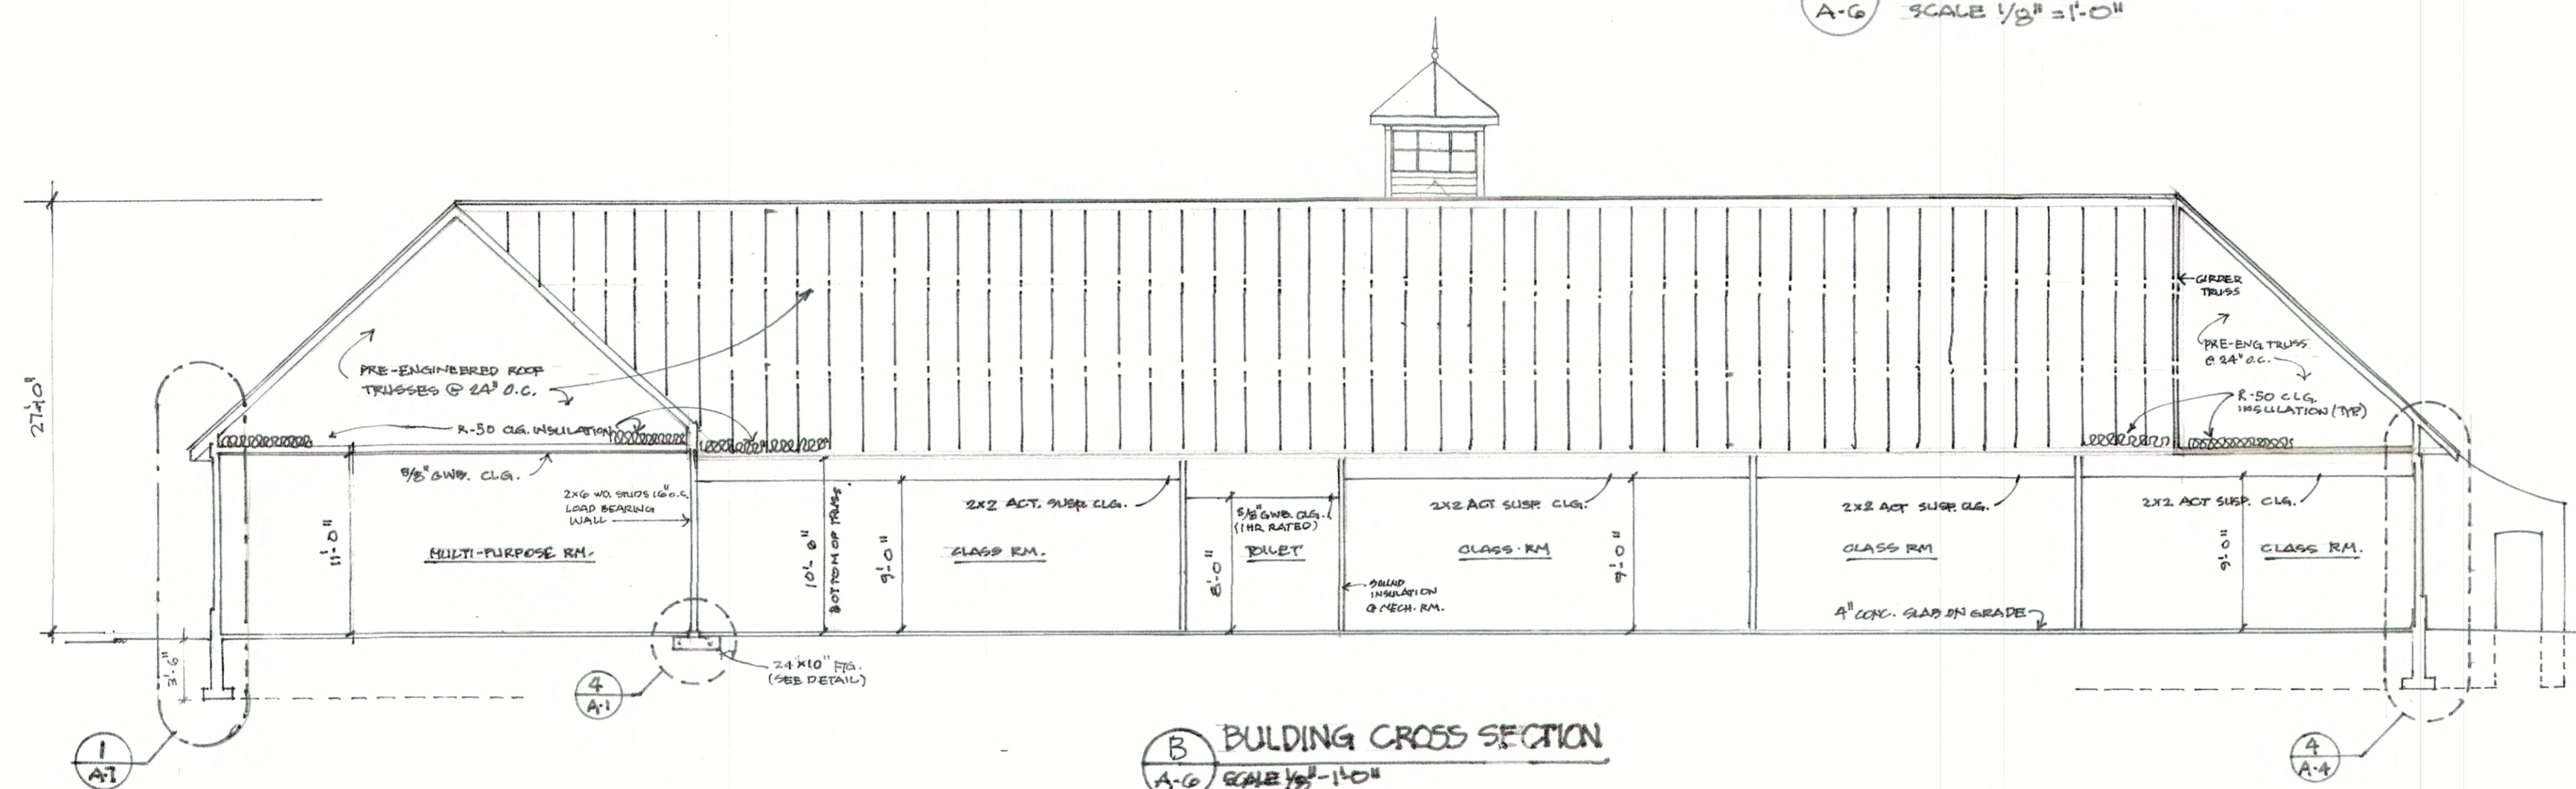 A-6
SCALE 1/8" = 1'-0"
27'-0"
GIRDER
TRUSS
PRE-ENGINEERED ROOF
TRUSSES @ 24" O.C.
PRE-ENG. TRUSS
@ 24" O.C.
R-50 CLG. INSULATION
R-50 CLG.
INSULATION (TYP)
5/8" GWB. CLG.
2x6 WD. STUDS 16" O.C.
LOAD BEARING
WALL
11'-0"
MULTI-PURPOSE RM.
10'-0"
BOTTOM OF TRUSS.
9'-0"
2x2 ACT. SUSP. CLG.
CLASS RM.
8'-0"
5/8" GWB. CLG.
(1 HR RATED)
TOILET
SOUND
INSULATION
@ MECH. RM.
2x2 ACT SUSP. CLG.
CLASS RM
9'-0"
2x2 ACT SUSP. CLG.
CLASS RM
4" CONC. SLAB ON GRADE
2x2 ACT SUSP. CLG.
9'-0"
CLASS RM.
3'-6"
24"x10" FTG.
(SEE DETAIL)
4
A-1
1
A-1
B
A-6
BULDING CROSS SECTION
SCALE 1/8"-1'-0"
4
A-4